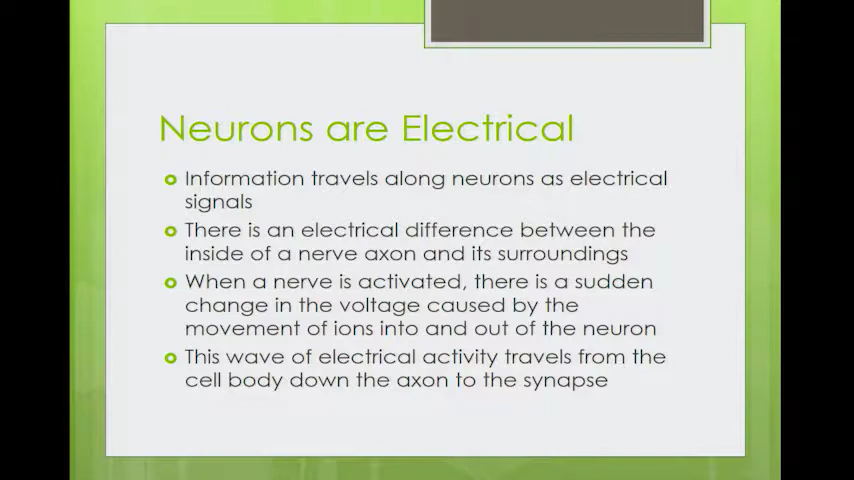 Neurons are Electrical
Information travels along neurons as electrical
signals
There is an electrical difference between the
inside of a nerve axon and its surroundings
When a nerve is activated, there is a sudden
change in the voltage caused by the
movement of ions into and out of the neuron
This wave of electrical activity travels from the
cell body down the axon to the synapse